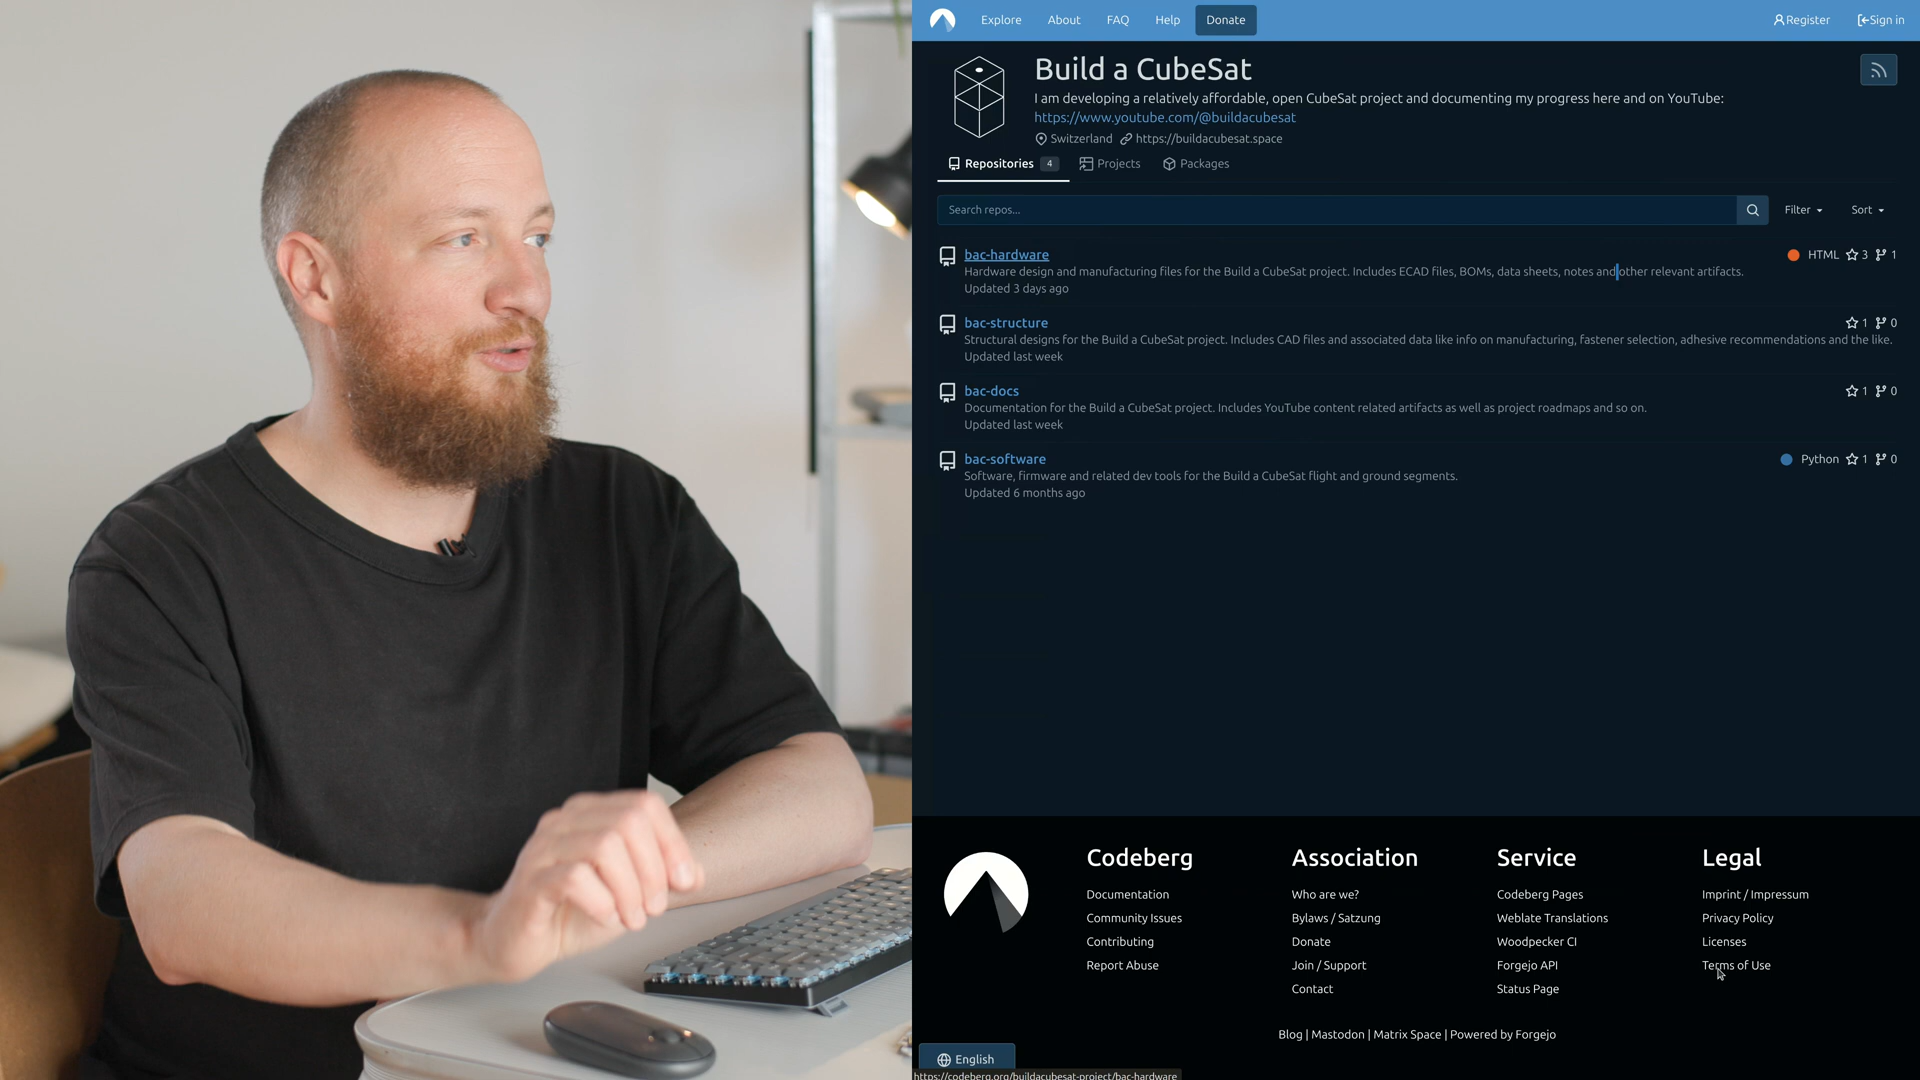 Explore About FAQ Help Donate Register Sign in
Build a CubeSat
I am developing a relatively affordable, open CubeSat project and documenting my progress here and on YouTube:
https://www.youtube.com/@buildacubesat
Switzerland https://buildacubesat.space
Repositories 4 Projects Packages
Search repos... Filter Sort
bac-hardware HTML 3 1
Hardware design and manufacturing files for the Build a CubeSat project. Includes ECAD files, BOMs, data sheets, notes and other relevant artifacts.
Updated 3 days ago
bac-structure 1 0
Structural designs for the Build a CubeSat project. Includes CAD files and associated data like info on manufacturing, fastener selection, adhesive recommendations and the like.
Updated last week
bac-docs 1 0
Documentation for the Build a CubeSat project. Includes YouTube content related artifacts as well as project roadmaps and so on.
Updated last week
bac-software Python 1 0
Software, firmware and related dev tools for the Build a CubeSat flight and ground segments.
Updated 6 months ago
Codeberg
Documentation
Community Issues
Contributing
Report Abuse
Association
Who are we?
Bylaws / Satzung
Donate
Join / Support
Contact
Service
Codeberg Pages
Weblate Translations
Woodpecker CI
Forgejo API
Status Page
Legal
Imprint / Impressum
Privacy Policy
Licenses
Terms of Use
Blog | Mastodon | Matrix Space | Powered by Forgejo
English
https://codeberg.org/buildacubesat-project/bac-hardware